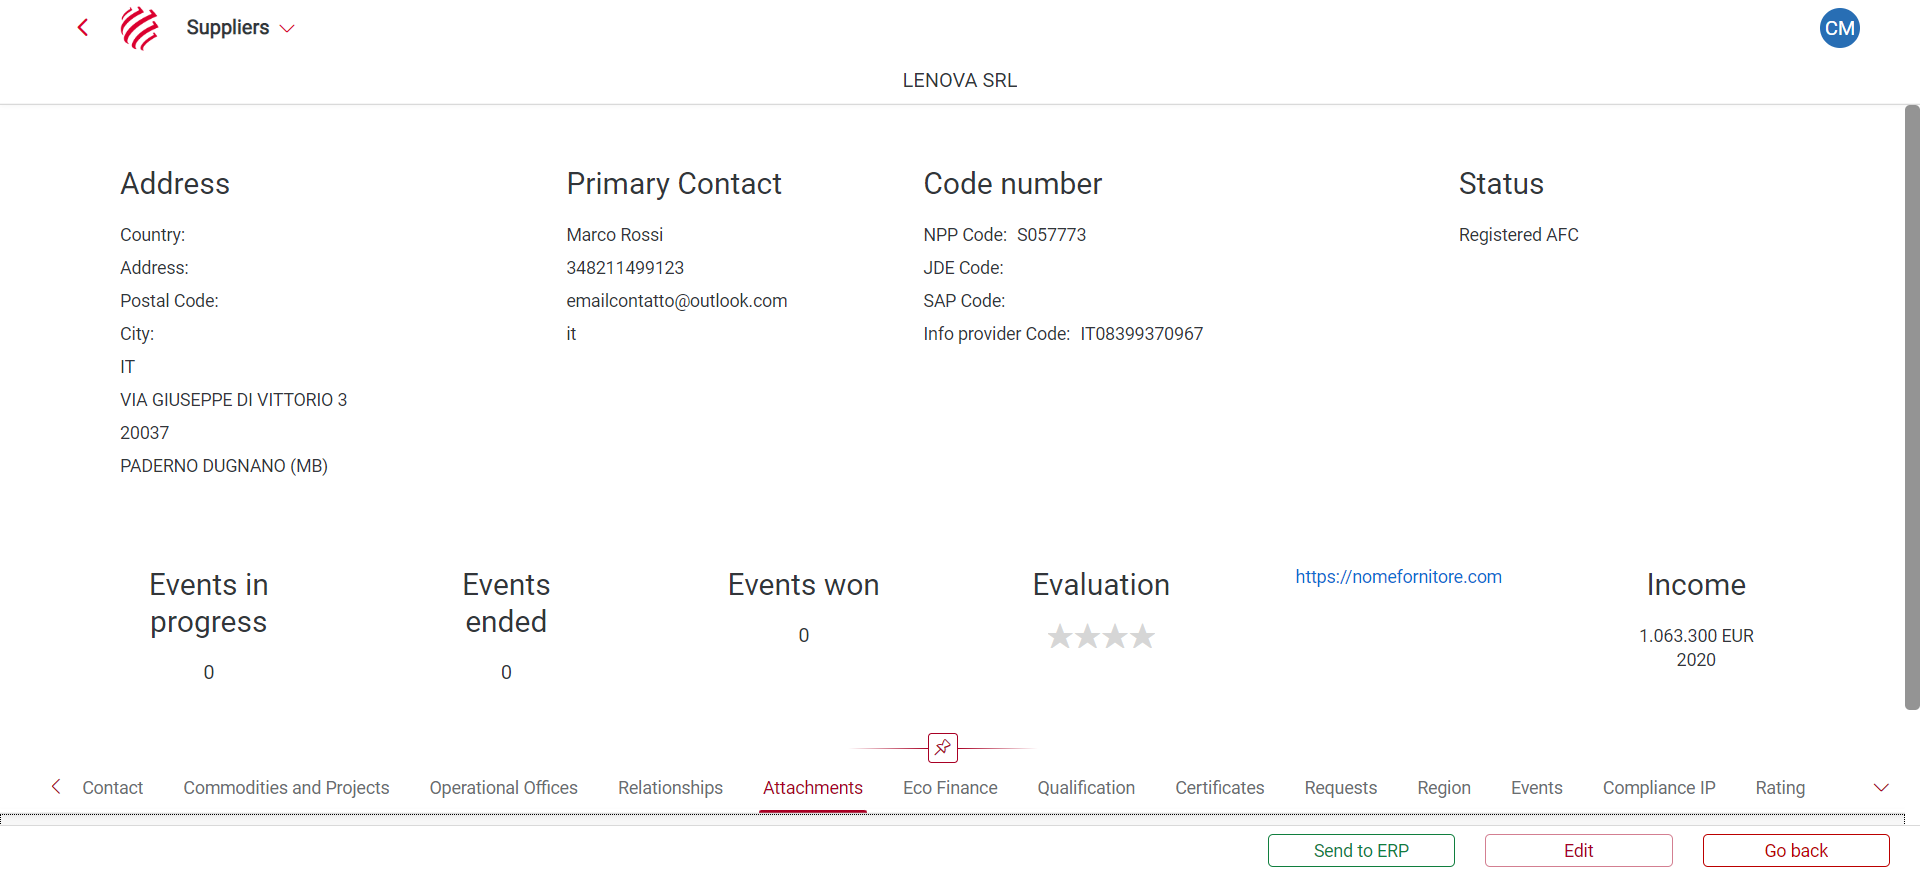 Suppliers
CM
LENOVA SRL
Address
Country:
Address:
Postal Code:
City:
IT
VIA GIUSEPPE DI VITTORIO 3
20037
PADERNO DUGNANO (MB)
Primary Contact
Marco Rossi
348211499123
emailcontatto@outlook.com
it
Code number
NPP Code: S057773
JDE Code:
SAP Code:
Info provider Code: IT08399370967
Status
Registered AFC
Events in
progress
0
Events
ended
0
Events won
0
Evaluation
https://nomefornitore.com
Income
1.063.300 EUR
2020
Contact Commodities and Projects Operational Offices Relationships Attachments Eco Finance Qualification Certificates Requests Region Events Compliance IP Rating
Send to ERP Edit Go back